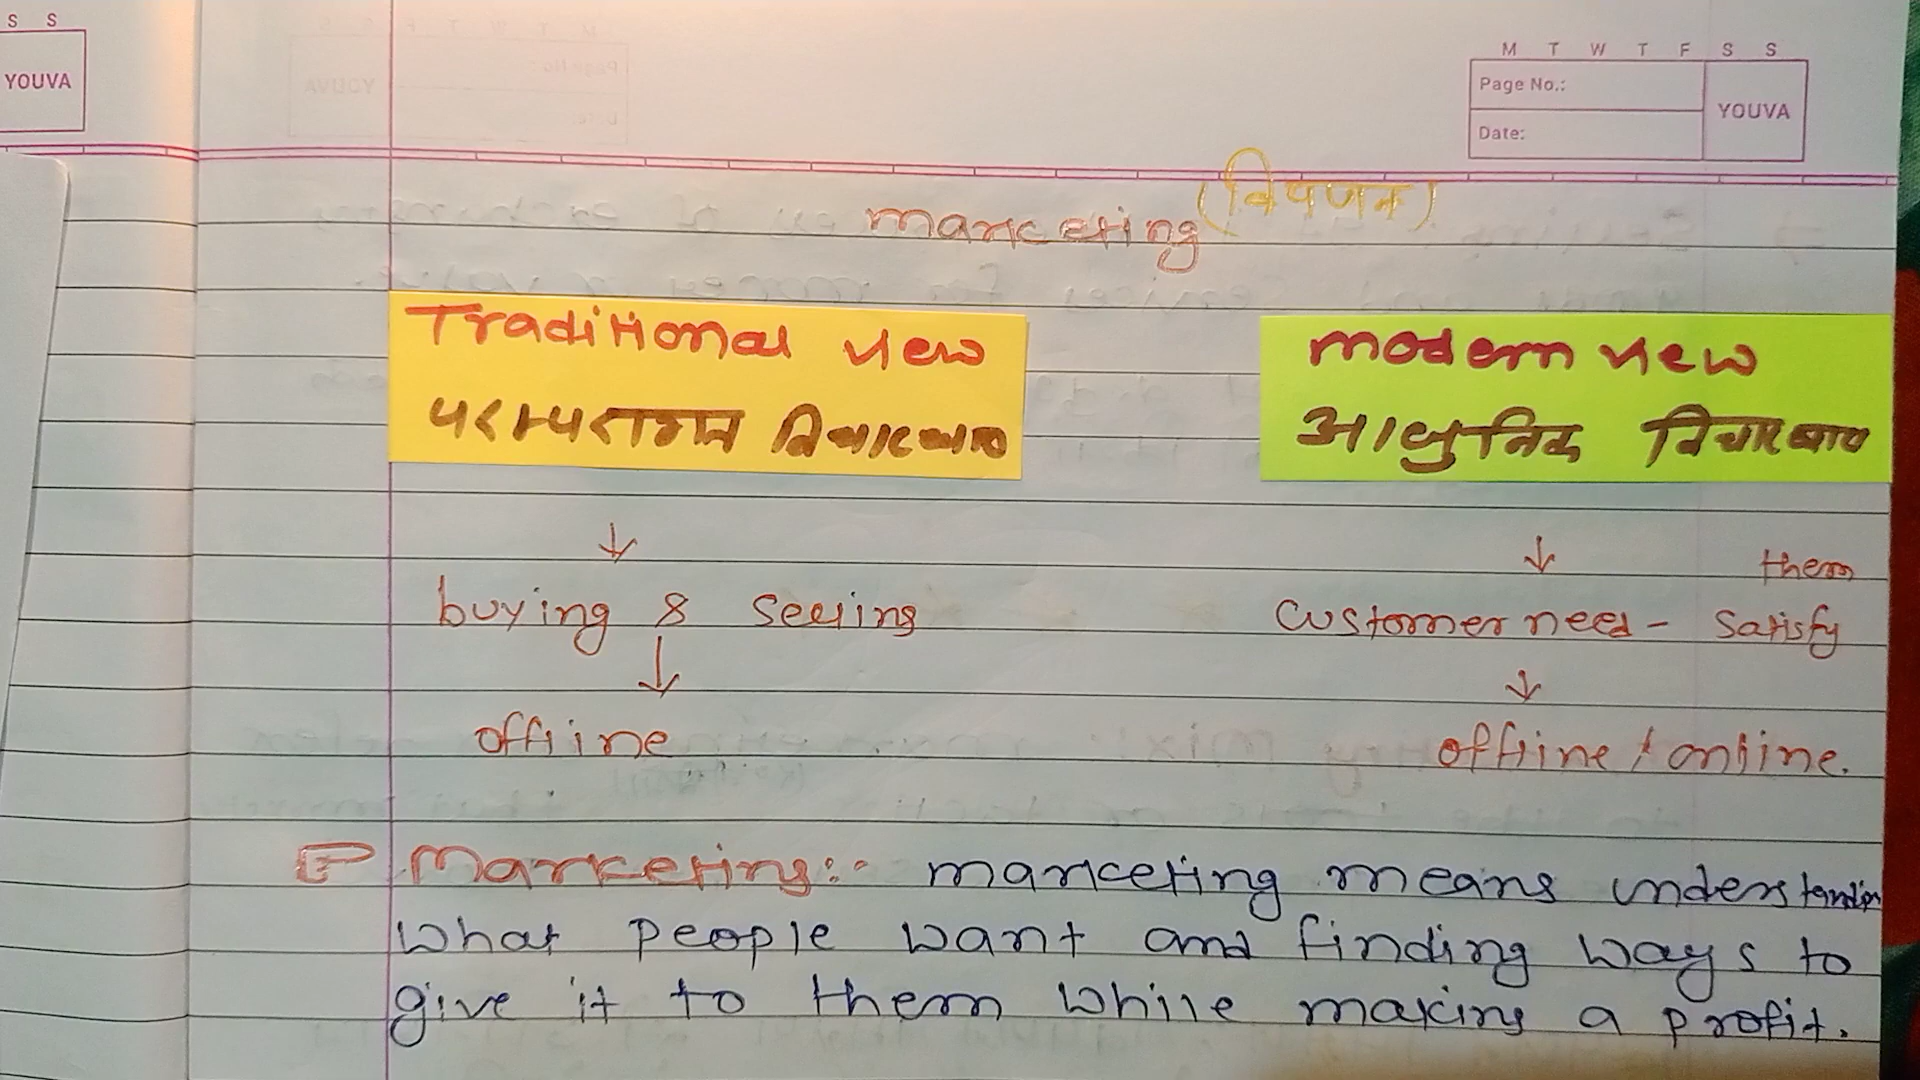 S S
YOUVA
M T W T F S S
Page No.:
YOUVA
Date:
marketing (विपणन)
Traditional view
परम्परागत विचारधारा
modern view
आधुनिक विचारधारा
↓
buying & selling
↓
offline
↓
them
Customer need - Satisfy
↓
offline / online.
Marketing:- marketing means understanding
what people want and finding ways to
give it to them while making a profit.